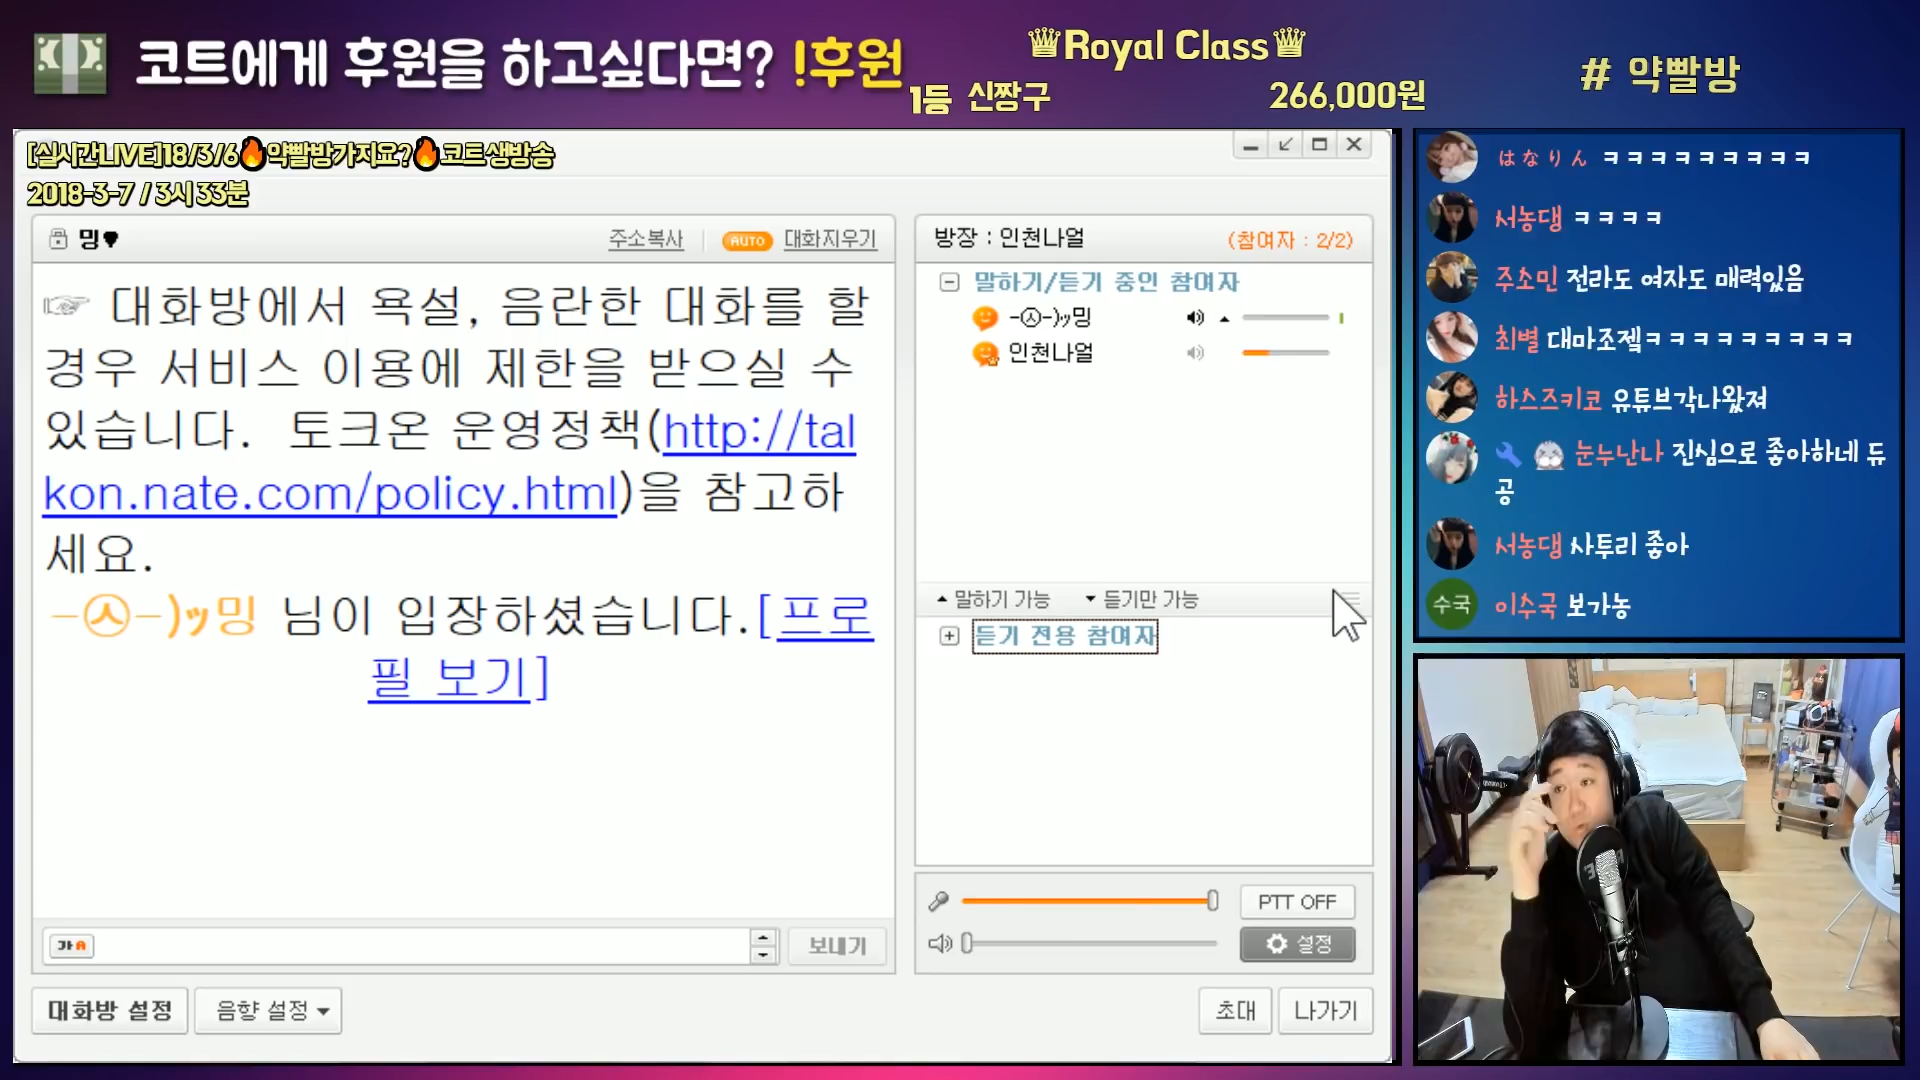 코트에게 후원을 하고싶다면? !후원
Royal Class
1등 신짱구 266,000원
# 약빨방
[실시간LIVE]18/3/6🔥약빨방가지요?🔥코트생방송
2018-3-7 / 3시 33분
밍♥
주소복사
AUTO
대화지우기
☞ 대화방에서 욕설, 음란한 대화를 할
경우 서비스 이용에 제한을 받으실 수
있습니다. 토크온 운영정책(http://tal
kon.nate.com/policy.html)을 참고하
세요.
-㉦-)ッ밍 님이 입장하셨습니다.[프로
필 보기]
가A
보내기
대화방 설정
음향 설정
방장 : 인천나얼
(참여자 : 2/2)
말하기/듣기 중인 참여자
-㉦-)ッ밍
인천나얼
말하기 가능
듣기만 가능
듣기 전용 참여자
PTT OFF
설정
초대
나가기
はなりん ㅋㅋㅋㅋㅋㅋㅋㅋㅋ
서농댕 ㅋㅋㅋㅋ
주소민 전라도 여자도 매력있음
최별 대마조젴ㅋㅋㅋㅋㅋㅋㅋㅋㅋ
하스즈키코 유튜브각나왔져
눈누난나 진심으로 좋아하네 듀
공
서농댕 사투리 좋아
수국
이수국 보가농